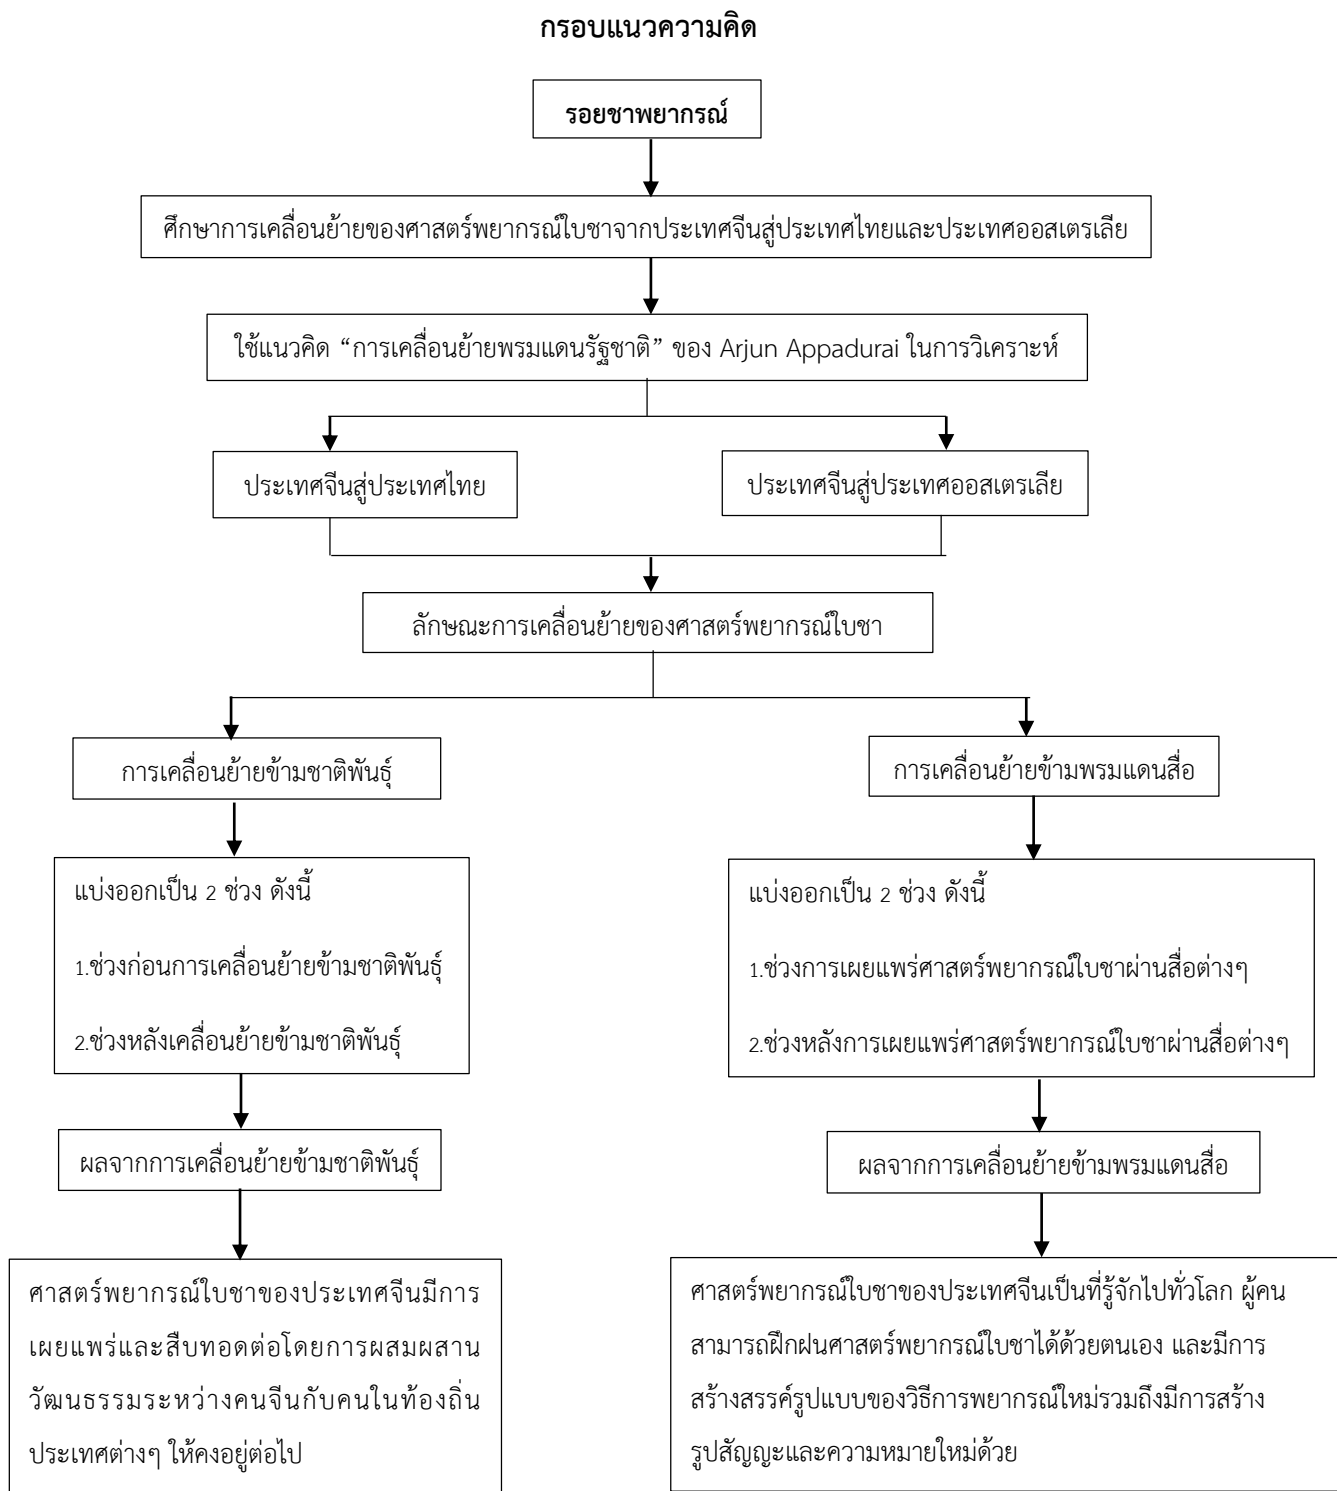 กรอบแนวความคิด
รอยชาพยากรณ์
ศึกษาการเคลื่อนย้ายของศาสตร์พยากรณ์ใบชาจากประเทศจีนสู่ประเทศไทยและประเทศออสเตรเลีย
ใช้แนวคิด “การเคลื่อนย้ายพรมแดนรัฐชาติ” ของ Arjun Appadurai ในการวิเคราะห์
ประเทศจีนสู่ประเทศไทย
ประเทศจีนสู่ประเทศออสเตรเลีย
ลักษณะการเคลื่อนย้ายของศาสตร์พยากรณ์ใบชา
การเคลื่อนย้ายข้ามชาติพันธุ์
การเคลื่อนย้ายข้ามพรมแดนสื่อ
แบ่งออกเป็น 2 ช่วง ดังนี้
1.ช่วงก่อนการเคลื่อนย้ายข้ามชาติพันธุ์
2.ช่วงหลังเคลื่อนย้ายข้ามชาติพันธุ์
แบ่งออกเป็น 2 ช่วง ดังนี้
1.ช่วงการเผยแพร่ศาสตร์พยากรณ์ใบชาผ่านสื่อต่างๆ
2.ช่วงหลังการเผยแพร่ศาสตร์พยากรณ์ใบชาผ่านสื่อต่างๆ
ผลจากการเคลื่อนย้ายข้ามชาติพันธุ์
ผลจากการเคลื่อนย้ายข้ามพรมแดนสื่อ
ศาสตร์พยากรณ์ใบชาของประเทศจีนมีการ
เผยแพร่และสืบทอดต่อโดยการผสมผสาน
วัฒนธรรมระหว่างคนจีนกับคนในท้องถิ่น
ประเทศต่างๆ ให้คงอยู่ต่อไป
ศาสตร์พยากรณ์ใบชาของประเทศจีนเป็นที่รู้จักไปทั่วโลก ผู้คน
สามารถฝึกฝนศาสตร์พยากรณ์ใบชาได้ด้วยตนเอง และมีการ
สร้างสรรค์รูปแบบของวิธีการพยากรณ์ใหม่รวมถึงมีการสร้าง
รูปสัญญะและความหมายใหม่ด้วย